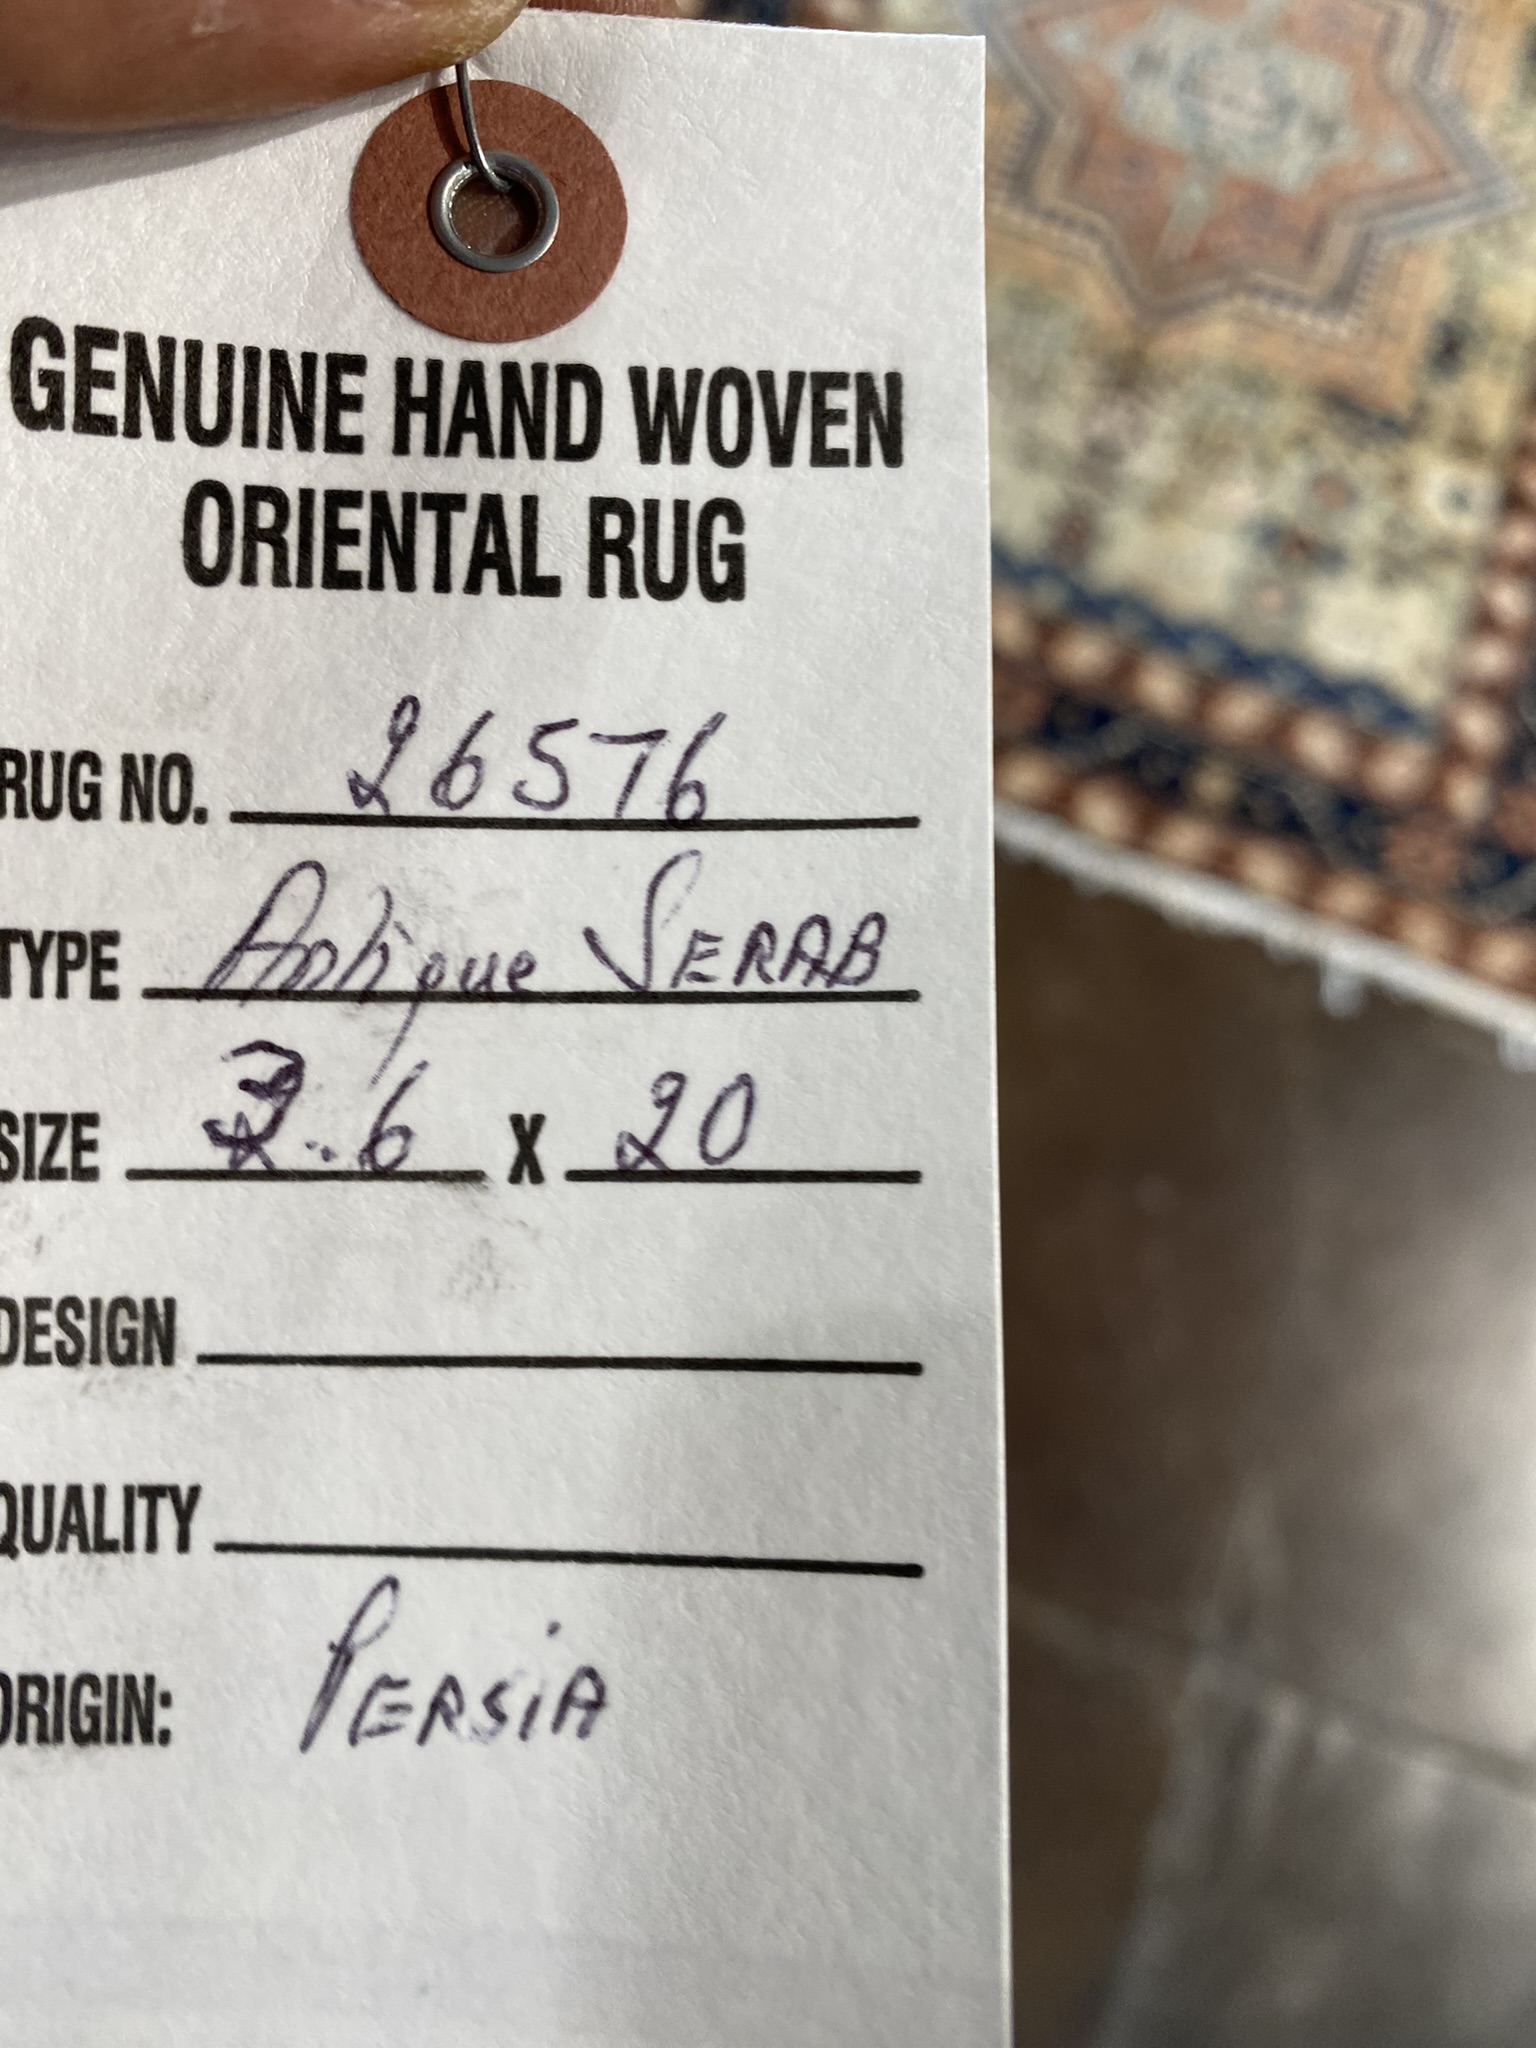 GENUINE HAND WOVEN
ORIENTAL RUG
RUG NO. 26576
TYPE Antique SERAB
SIZE 3.6 X 20
DESIGN
QUALITY
ORIGIN: PERSiA